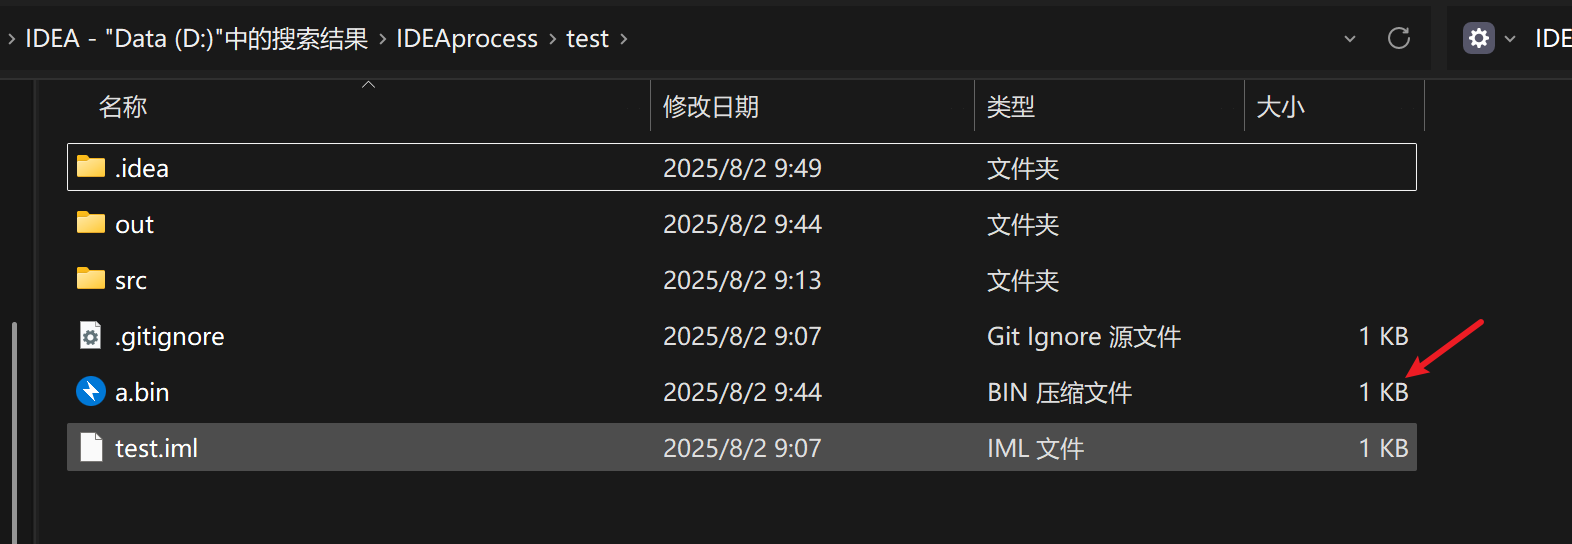 IDEA - "Data (D:)"中的搜索结果 > IDEAprocess > test >
IDE
名称 修改日期 类型 大小
.idea 2025/8/2 9:49 文件夹
out 2025/8/2 9:44 文件夹
src 2025/8/2 9:13 文件夹
.gitignore 2025/8/2 9:07 Git Ignore 源文件 1 KB
a.bin 2025/8/2 9:44 BIN 压缩文件 1 KB
test.iml 2025/8/2 9:07 IML 文件 1 KB